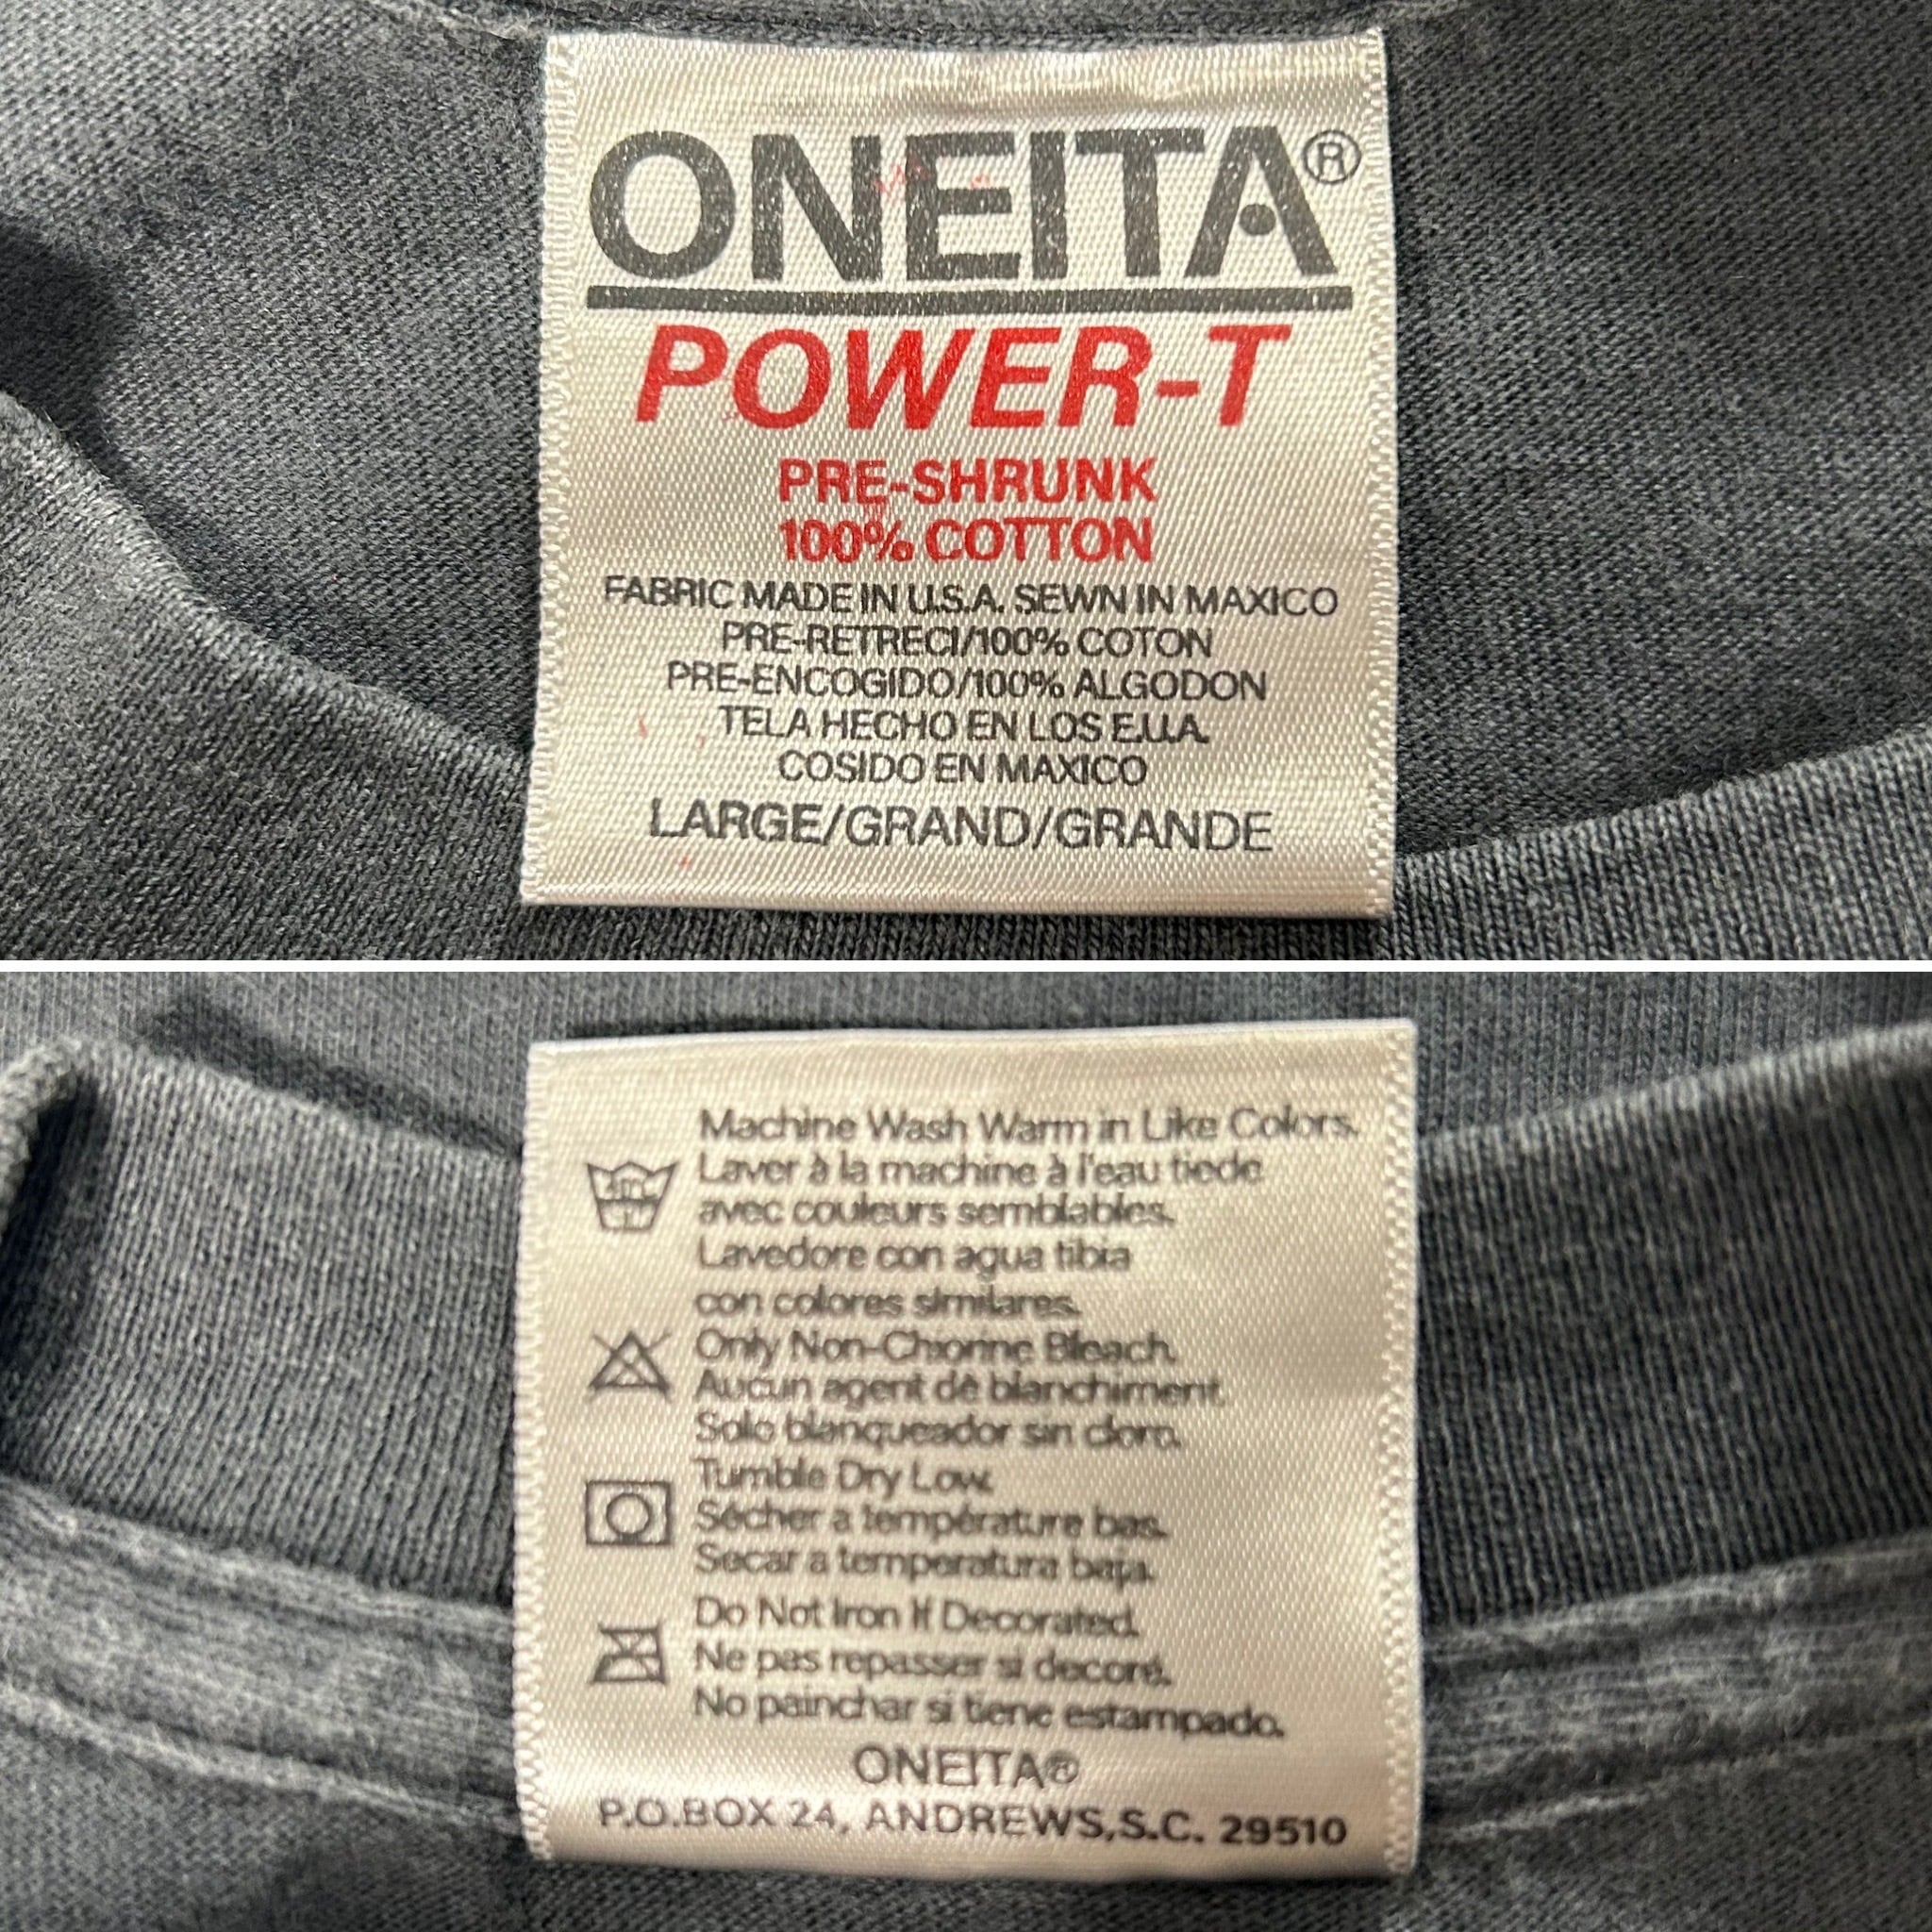 ONEITA®
POWER-T
PRE-SHRUNK
100% COTTON
FABRIC MADE IN U.S.A. SEWN IN MAXICO
PRE-RETRECI/100% COTON
PRE-ENCOGIDO/100% ALGODON
TELA HECHO EN LOS E.U.A.
COSIDO EN MAXICO
LARGE/GRAND/GRANDE
Machine Wash Warm in Like Colors.
Laver à la machine à l'eau tiede
avec couleurs semblables.
Lavedore con agua tibia
con colores similares.
Only Non-Chorine Bleach.
Aucun agent dê blanchiment.
Solo blanqueador sin cloro.
Tumble Dry Low.
Sécher a température bas.
Secar a temperatura baja.
Do Not Iron If Decorated.
Ne pas repasser si decoré.
No painchar si tiene estampado.
ONEITA®
P.O.BOX 24, ANDREWS,S.C. 29510